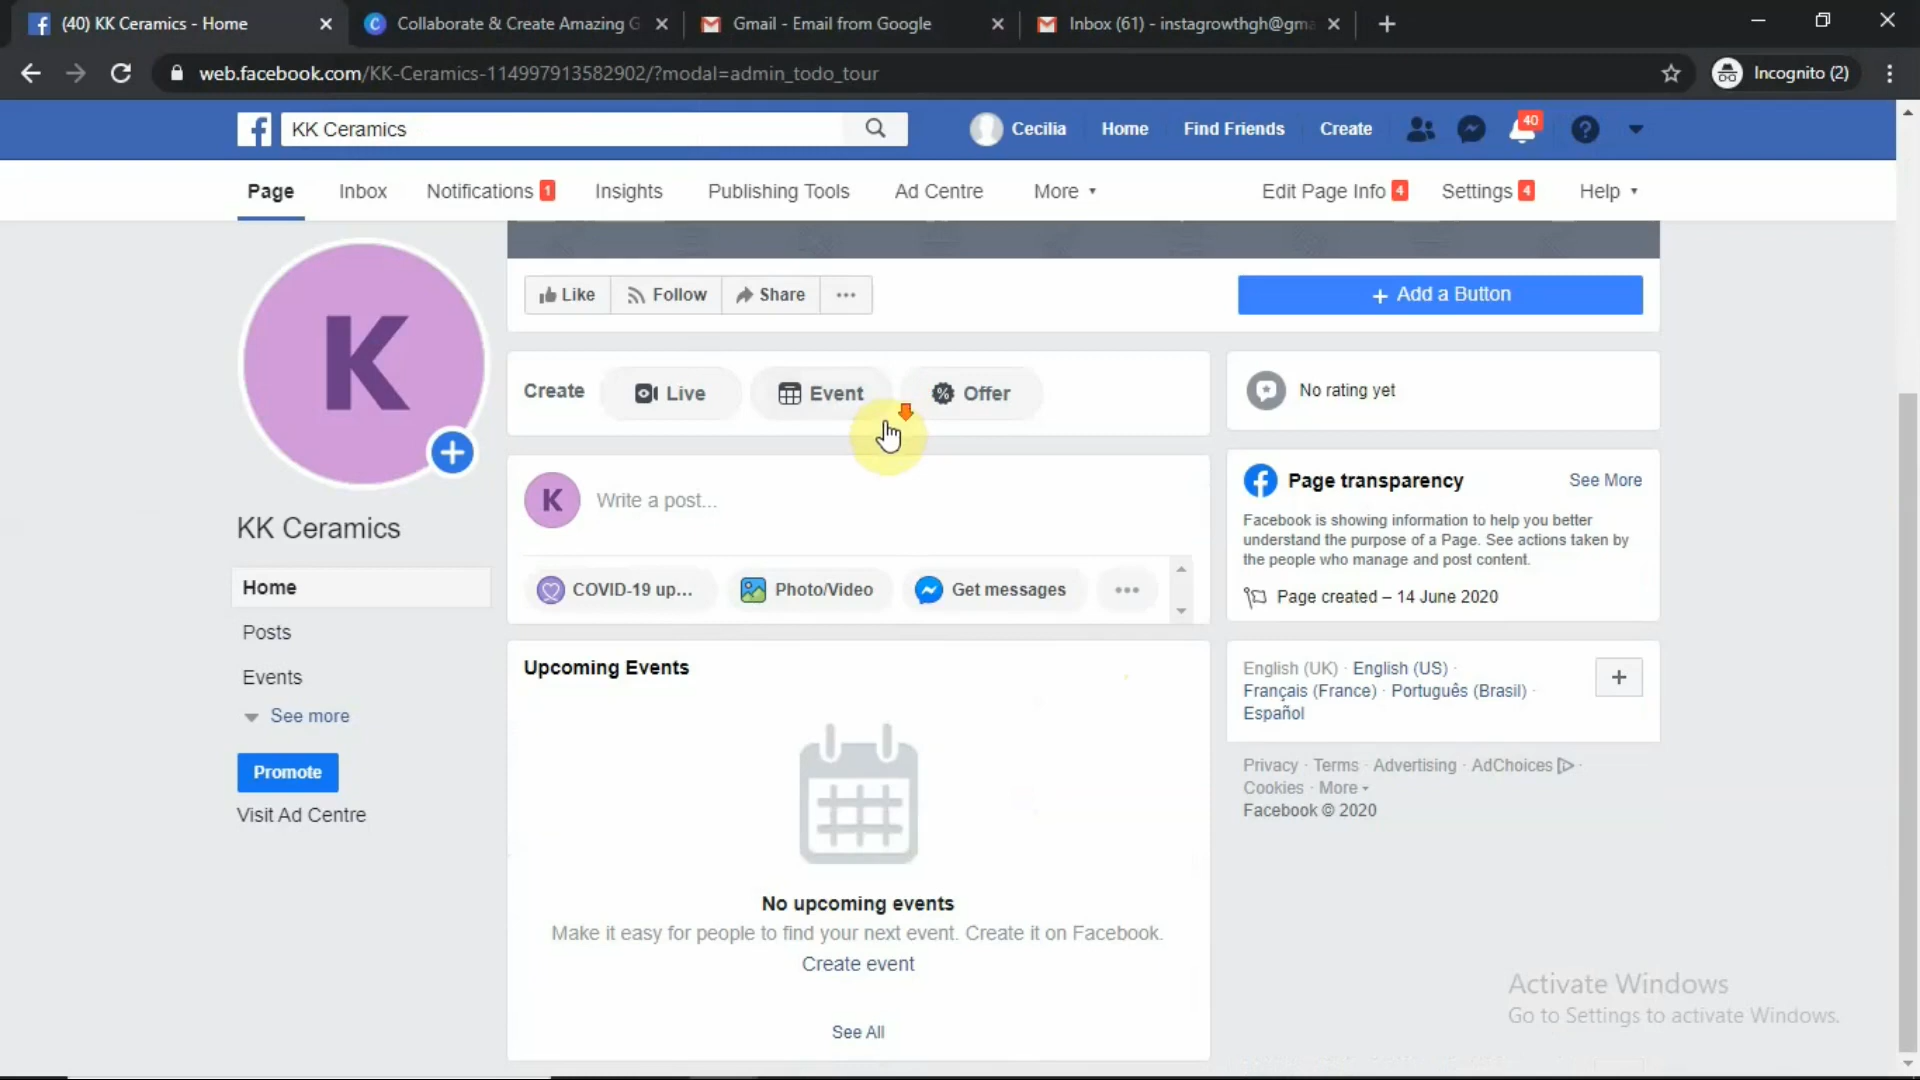 (40) KK Ceramics - Home
Collaborate & Create Amazing G
Gmail - Email from Google
Inbox (61) - instagrowthgh@gma
web.facebook.com/KK-Ceramics-114997913582902/?modal=admin_todo_tour
Incognito (2)
KK Ceramics
Cecilia
Home
Find Friends
Create
40
Page
Inbox
Notifications 1
Insights
Publishing Tools
Ad Centre
More
Edit Page Info 4
Settings 4
Help
K
Like
Follow
Share
+ Add a Button
Create
Live
Event
Offer
No rating yet
K
Write a post...
Page transparency
See More
Facebook is showing information to help you better
understand the purpose of a Page. See actions taken by
the people who manage and post content.
Page created – 14 June 2020
KK Ceramics
COVID-19 up...
Photo/Video
Get messages
Home
Posts
Events
See more
Promote
Visit Ad Centre
Upcoming Events
No upcoming events
Make it easy for people to find your next event. Create it on Facebook.
Create event
See All
English (UK) · English (US) ·
Français (France) · Português (Brasil) ·
Español
Privacy · Terms · Advertising · AdChoices ·
Cookies · More
Facebook © 2020
Activate Windows
Go to Settings to activate Windows.